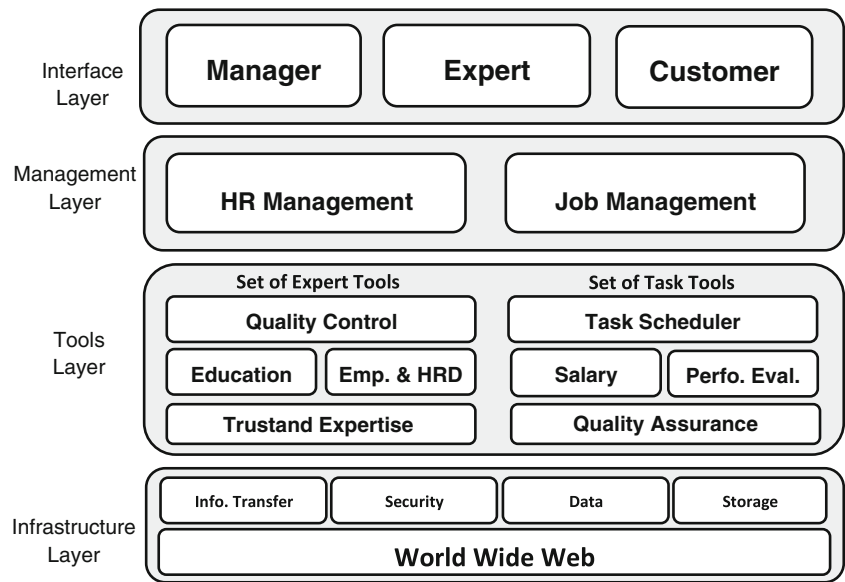 Interface
Layer
Manager
Expert
Customer
Management
Layer
HR Management
Job Management
Tools
Layer
Set of Expert Tools
Quality Control
Education
Emp. & HRD
Trustand Expertise
Set of Task Tools
Task Scheduler
Salary
Perfo. Eval.
Quality Assurance
Infrastructure
Layer
Info. Transfer
Security
Data
Storage
World Wide Web